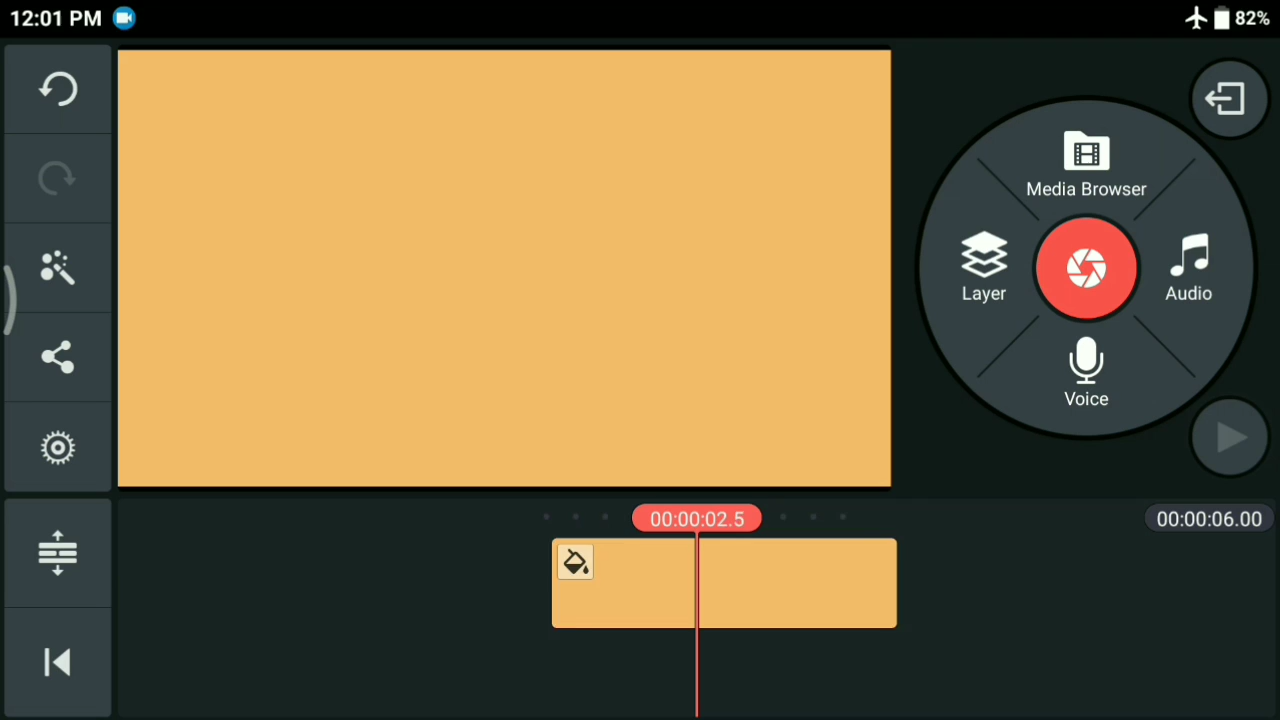 12:01 PM
82%
Media Browser
Layer
Audio
Voice
00:00:02.5
00:00:06.00